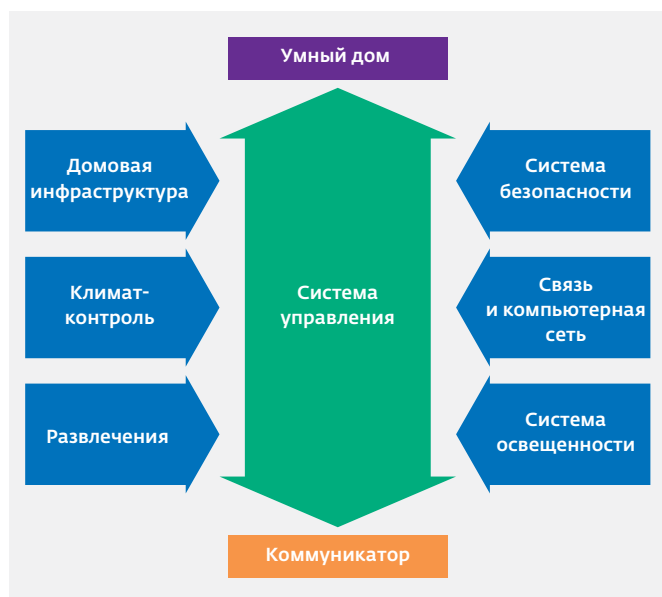 Умный дом
Домовая
инфраструктура
Система
безопасности
Климат-
контроль
Система
управления
Связь
и компьютерная
сеть
Развлечения
Система
освещенности
Коммуникатор